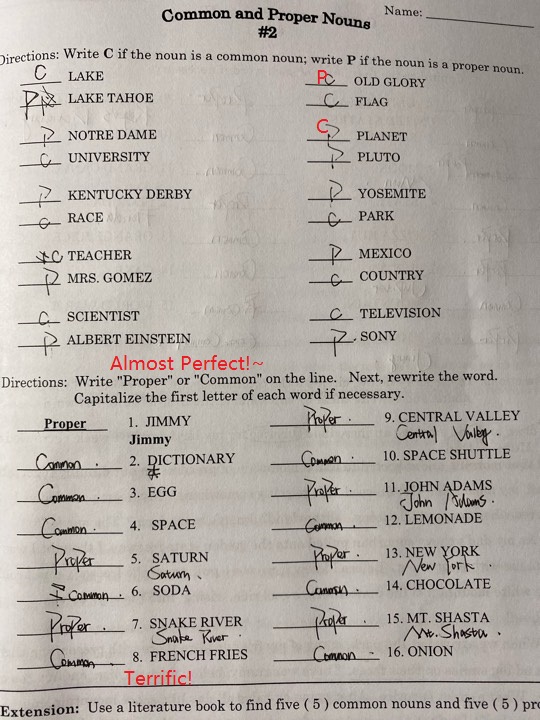 Common and Proper Nouns
Name:
#2
Directions: Write C if the noun is a common noun; write P if the noun is a proper noun.
C LAKE
P LAKE TAHOE
P NOTRE DAME
C UNIVERSITY
P KENTUCKY DERBY
C RACE
C TEACHER
P MRS. GOMEZ
C SCIENTIST
P ALBERT EINSTEIN
P C OLD GLORY
C FLAG
C P PLANET
P PLUTO
P YOSEMITE
C PARK
P MEXICO
C COUNTRY
C TELEVISION
P. SONY
Almost Perfect!~
Directions: Write "Proper" or "Common" on the line. Next, rewrite the word.
Capitalize the first letter of each word if necessary.
Proper 1. JIMMY
Jimmy
Common. 2. DICTIONARY
Common. 3. EGG
Common. 4. SPACE
Proper 5. SATURN
Saturn.
Common. 6. SODA
Proper. 7. SNAKE RIVER
Snake River.
Common. 8. FRENCH FRIES
Proper. 9. CENTRAL VALLEY
Central Valley.
Common. 10. SPACE SHUTTLE
Proper. 11. JOHN ADAMS
John Adams.
Common. 12. LEMONADE
Proper. 13. NEW YORK
New York.
Common. 14. CHOCOLATE
Proper. 15. MT. SHASTA
Mt. Shasta.
Common. 16. ONION
Terrific!
Extension: Use a literature book to find five (5) common nouns and five (5) pro